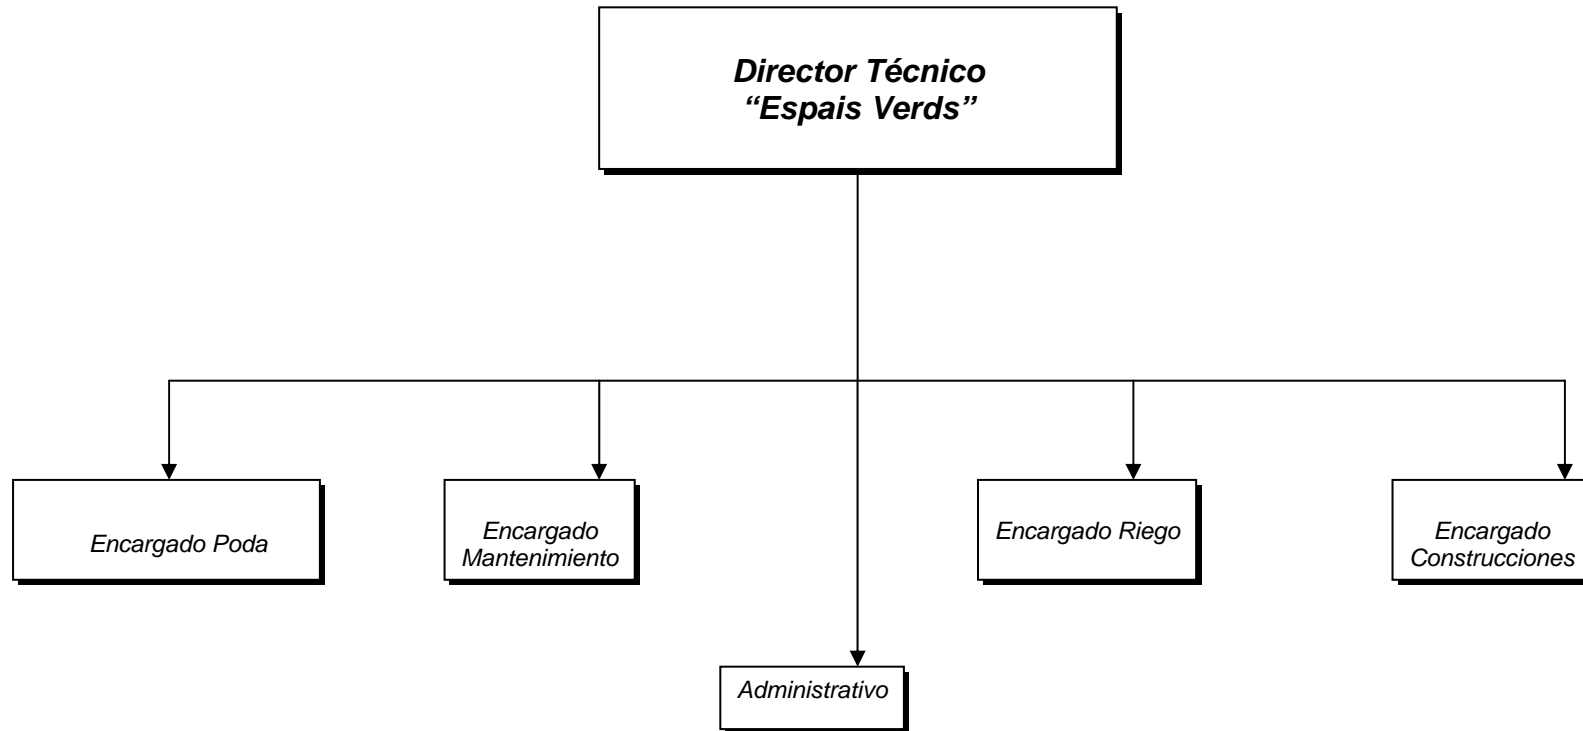 Director Técnico
“Espais Verds”
Encargado Poda
Encargado
Mantenimiento
Encargado Riego
Encargado
Construcciones
Administrativo